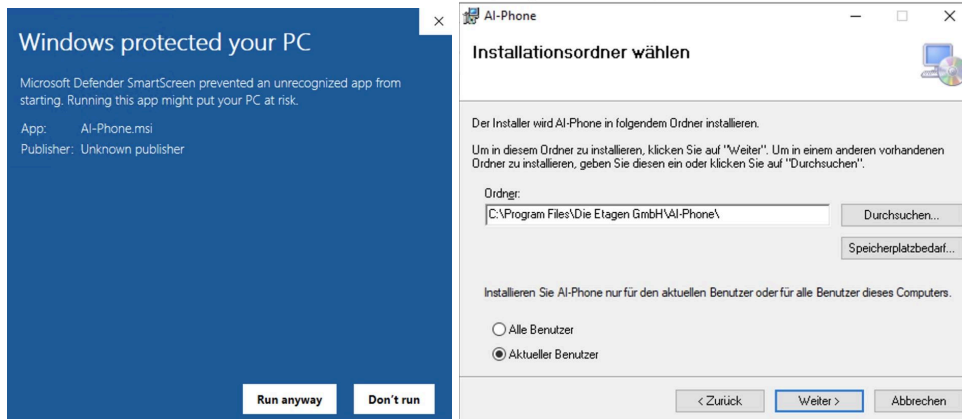 Windows protected your PC
Microsoft Defender SmartScreen prevented an unrecognized app from
starting. Running this app might put your PC at risk.
App: AI-Phone.msi
Publisher: Unknown publisher
Run anyway
Don't run
AI-Phone
Installationsordner wählen
Der Installer wird AI-Phone in folgendem Ordner installieren.
Um in diesem Ordner zu installieren, klicken Sie auf "Weiter". Um in einem anderen vorhandenen
Ordner zu installieren, geben Sie diesen ein oder klicken Sie auf "Durchsuchen".
Ordner:
C:\Program Files\Die Etagen GmbH\AI-Phone\
Durchsuchen...
Speicherplatzbedarf...
Installieren Sie AI-Phone nur für den aktuellen Benutzer oder für alle Benutzer dieses Computers.
Alle Benutzer
Aktueller Benutzer
< Zurück
Weiter >
Abbrechen